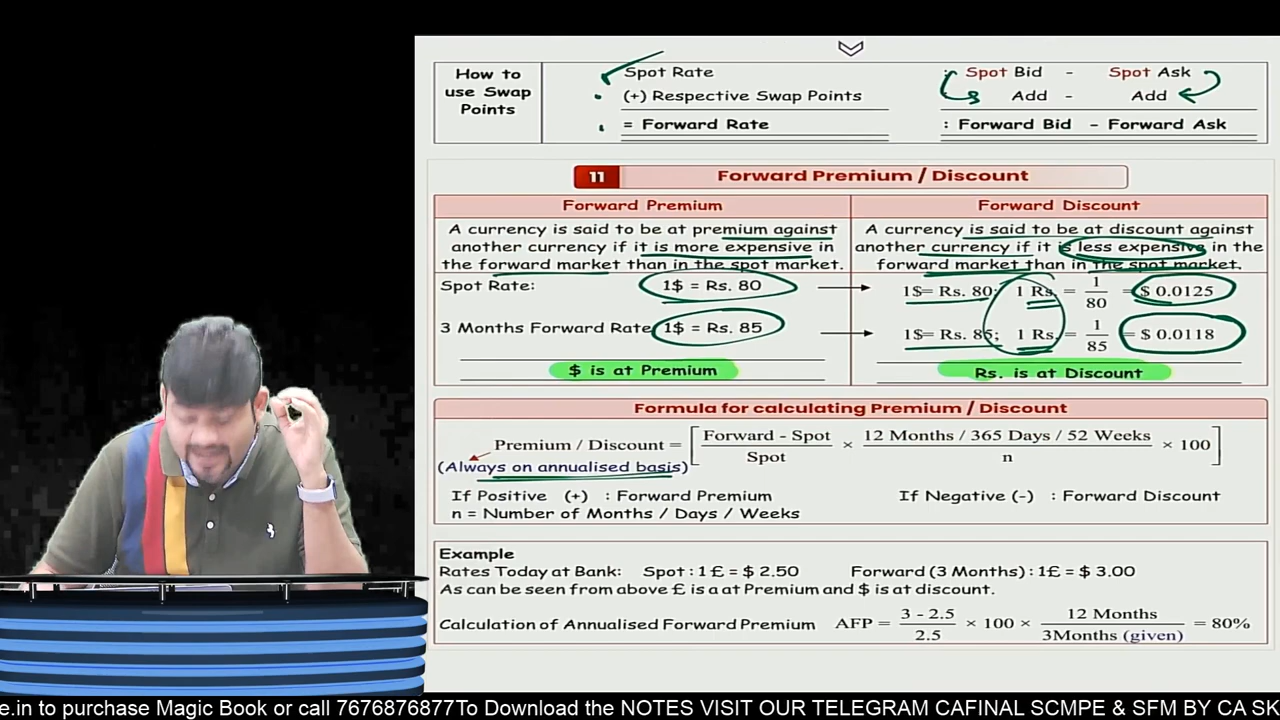 How to
use Swap
Points
Spot Rate
(+) Respective Swap Points
= Forward Rate
: Spot Bid - Spot Ask
Add - Add
: Forward Bid - Forward Ask
11 Forward Premium / Discount
Forward Premium
A currency is said to be at premium against
another currency if it is more expensive in
the forward market than in the spot market.
Forward Discount
A currency is said to be at discount against
another currency if it is less expensive in the
forward market than in the spot market.
Spot Rate: 1$ = Rs. 80
1$= Rs. 80; 1 Rs. = 1/80 = $ 0.0125
3 Months Forward Rate 1$ = Rs. 85
1$= Rs. 85; 1 Rs. = 1/85 = $ 0.0118
$ is at Premium
Rs. is at Discount
Formula for calculating Premium / Discount
Premium / Discount = [Forward - Spot / Spot × 12 Months / 365 Days / 52 Weeks / n × 100]
(Always on annualised basis)
If Positive (+) : Forward Premium
If Negative (-) : Forward Discount
n = Number of Months / Days / Weeks
Example
Rates Today at Bank: Spot : 1 £ = $ 2.50 Forward (3 Months) : 1£ = $ 3.00
As can be seen from above £ is a at Premium and $ is at discount.
Calculation of Annualised Forward Premium AFP = 3 - 2.5 / 2.5 × 100 × 12 Months / 3Months (given) = 80%
e.in to purchase Magic Book or call 7676876877To Download the NOTES VISIT OUR TELEGRAM CAFINAL SCMPE & SFM BY CA SK